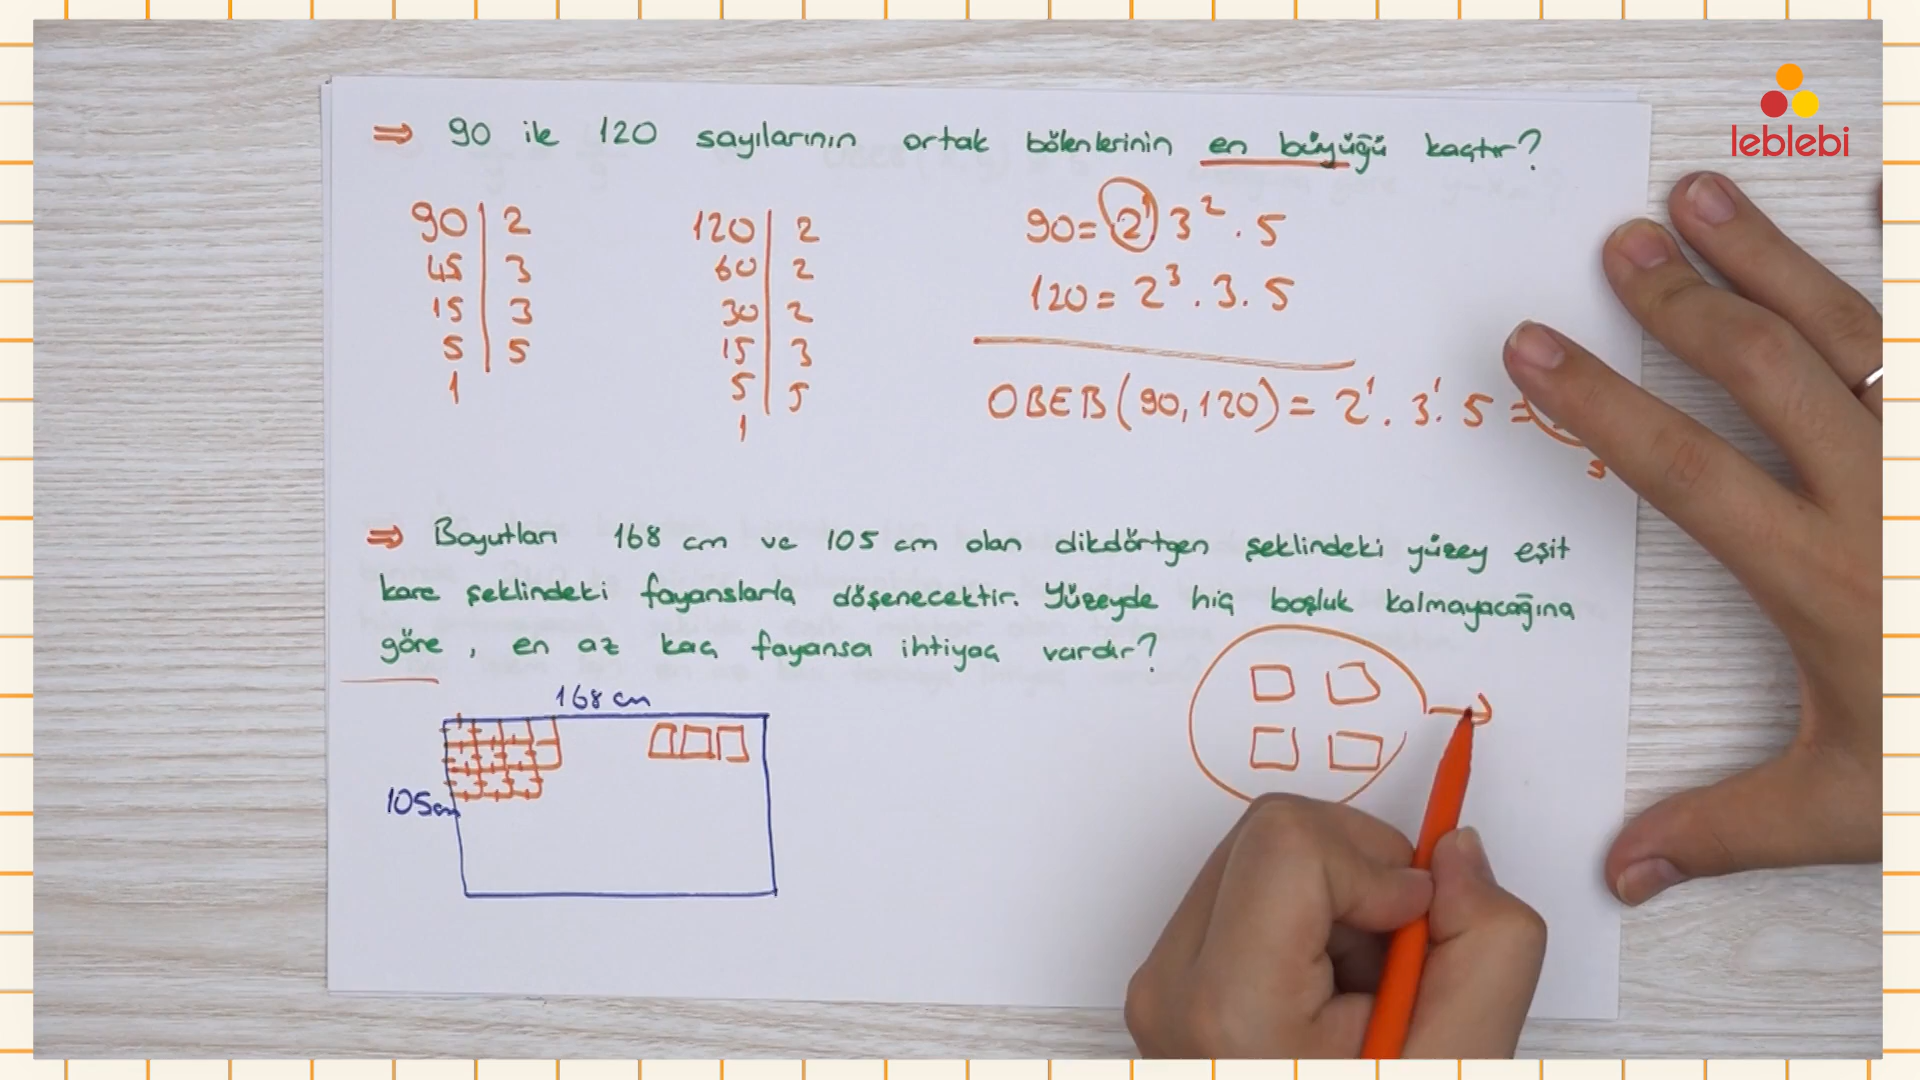 leblebi
⇒ 90 ile 120 sayılarının ortak bölenlerinin en büyüğü kaçtır?
90 | 2
45 | 3
15 | 3
5 | 5
1
120 | 2
60 | 2
30 | 2
15 | 3
5 | 5
1
90 = 2¹ 3² . 5
120 = 2³ . 3 . 5
OBEB(90,120) = 2¹ . 3¹ . 5 =
⇒ Boyutları 168 cm ve 105 cm olan dikdörtgen şeklindeki yüzey eşit
kare şeklindeki fayanslarla döşenecektir. Yüzeyde hiç boşluk kalmayacağına
göre, en az kaç fayansa ihtiyaç vardır?
168 cm
105cm